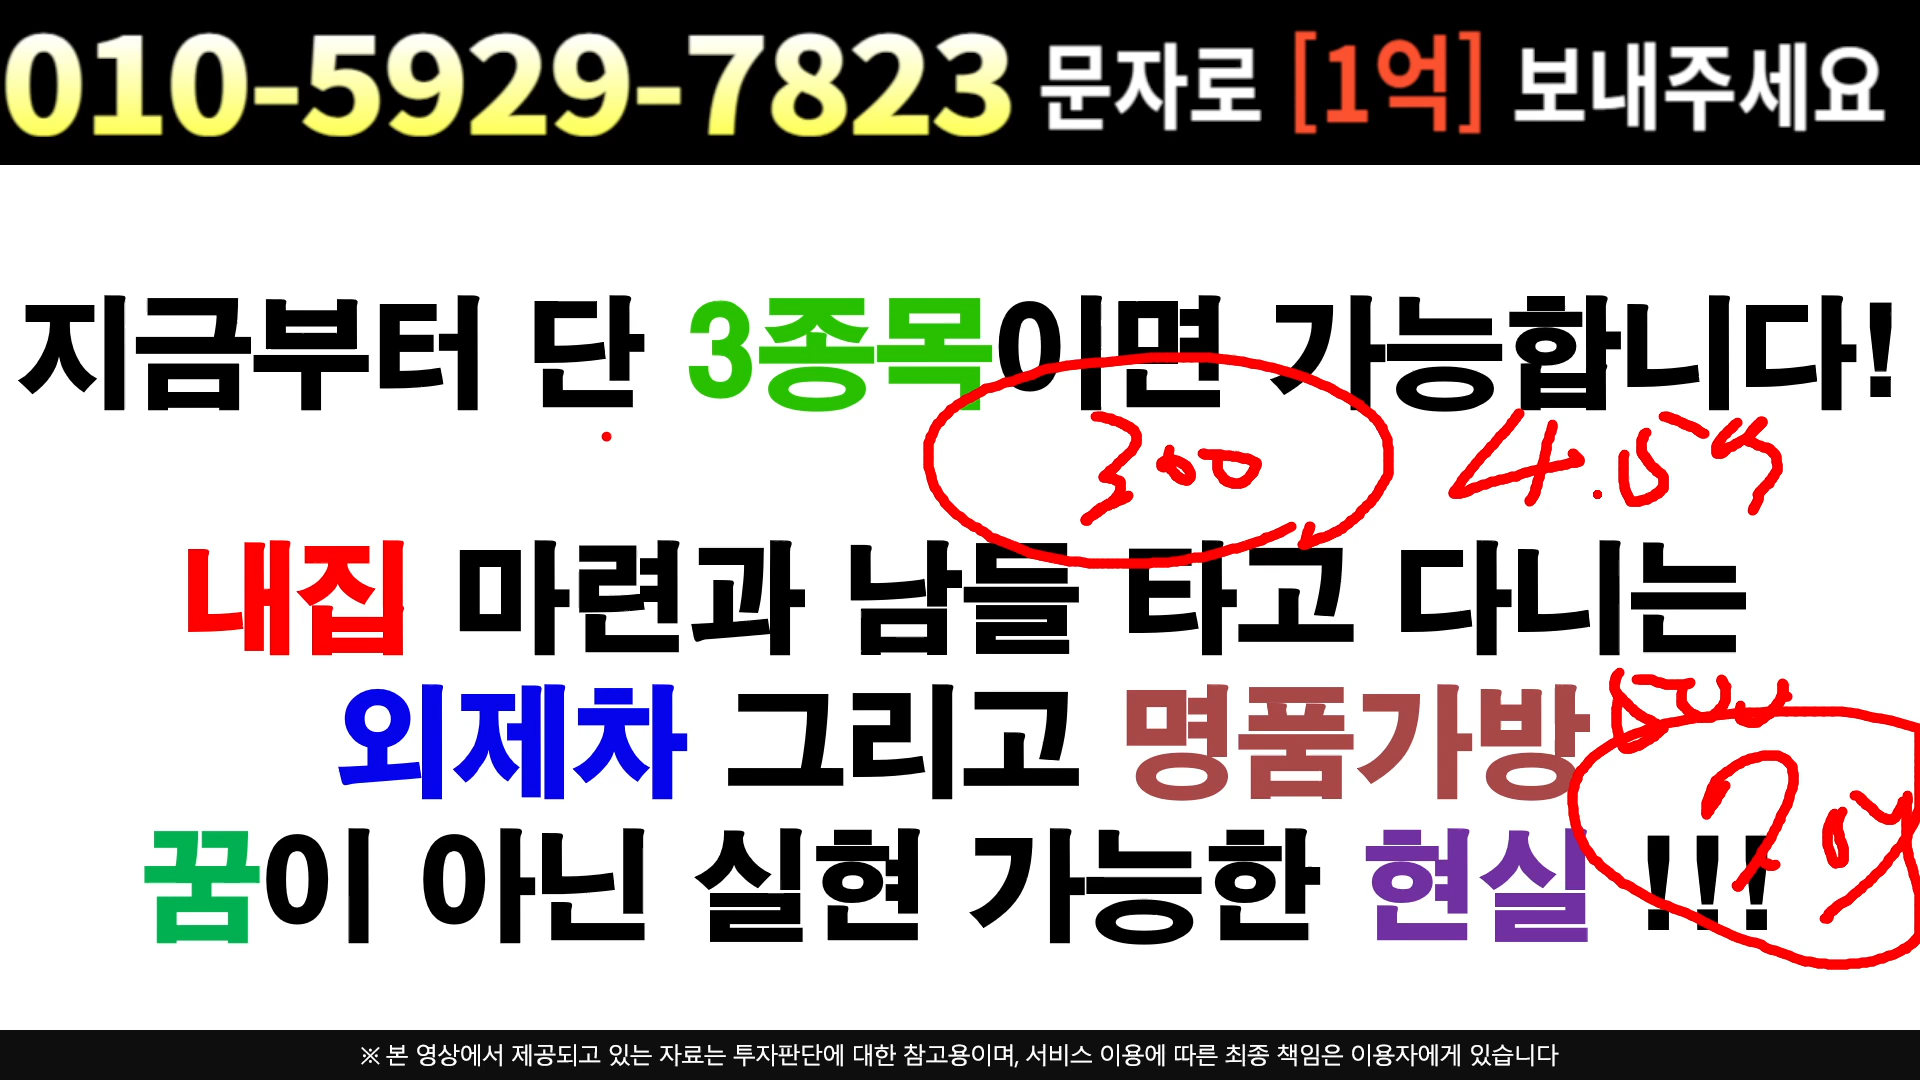 010-5929-7823 문자로 [1억] 보내주세요
지금부터 단 3종목이면 가능합니다!
300
내집 마련과 남들 타고 다니는
외제차 그리고 명품가방
꿈이 아닌 실현 가능한 현실 !!!
※ 본 영상에서 제공되고 있는 자료는 투자판단에 대한 참고용이며, 서비스 이용에 따른 최종 책임은 이용자에게 있습니다